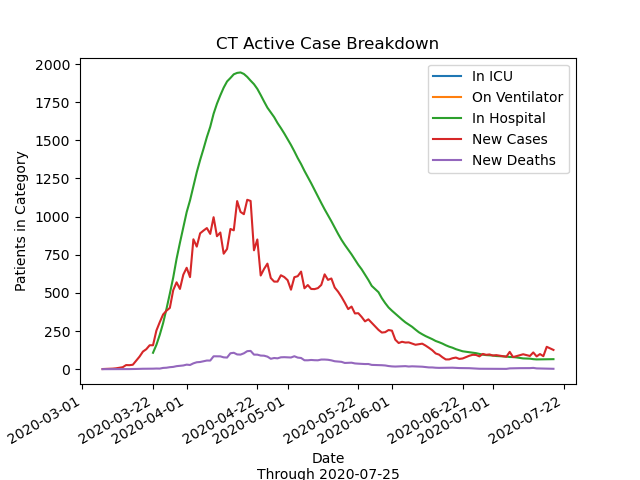 CT Active Case Breakdown
Patients in Category
2000
1750
1500
1250
1000
750
500
250
0
In ICU
On Ventilator
In Hospital
New Cases
New Deaths
2020-03-01
2020-03-22
2020-04-01
2020-04-22
2020-05-01
2020-05-22
2020-06-01
2020-06-22
2020-07-01
2020-07-22
Date
Through 2020-07-25